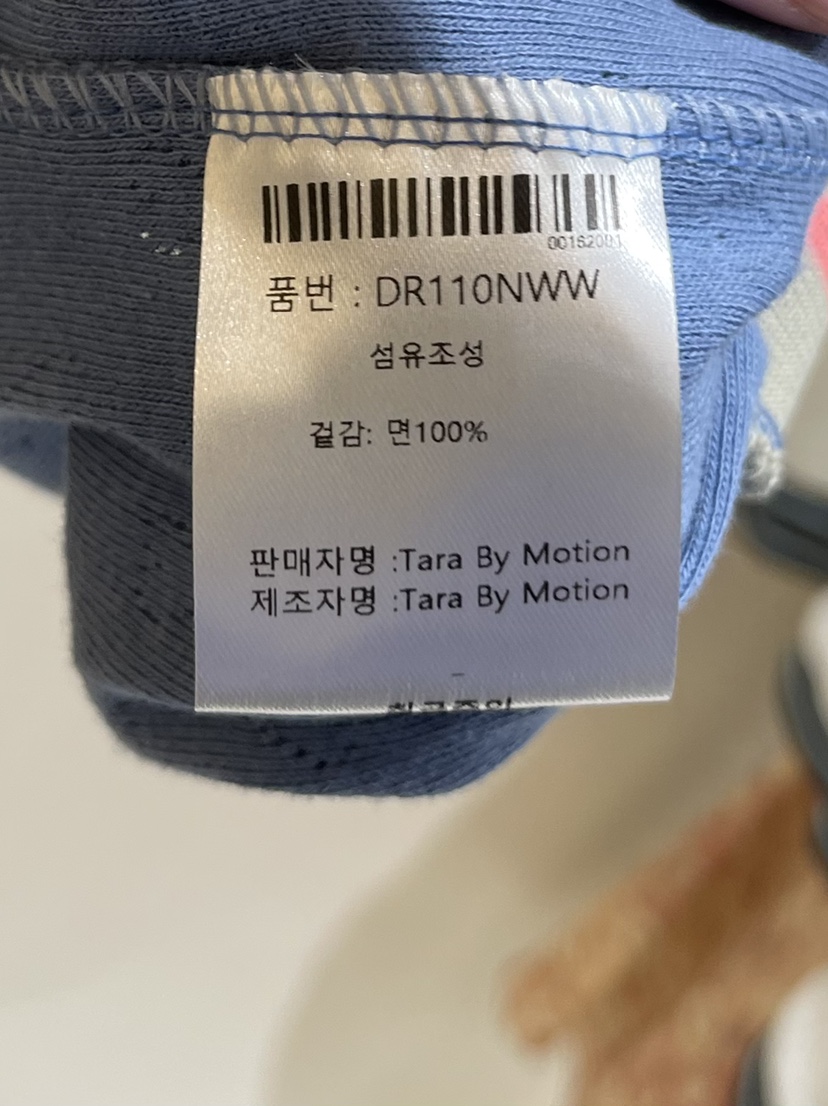 품번 : DR110NWW
섬유조성
겉감: 면100%
판매자명 :Tara By Motion
제조자명 :Tara By Motion
-